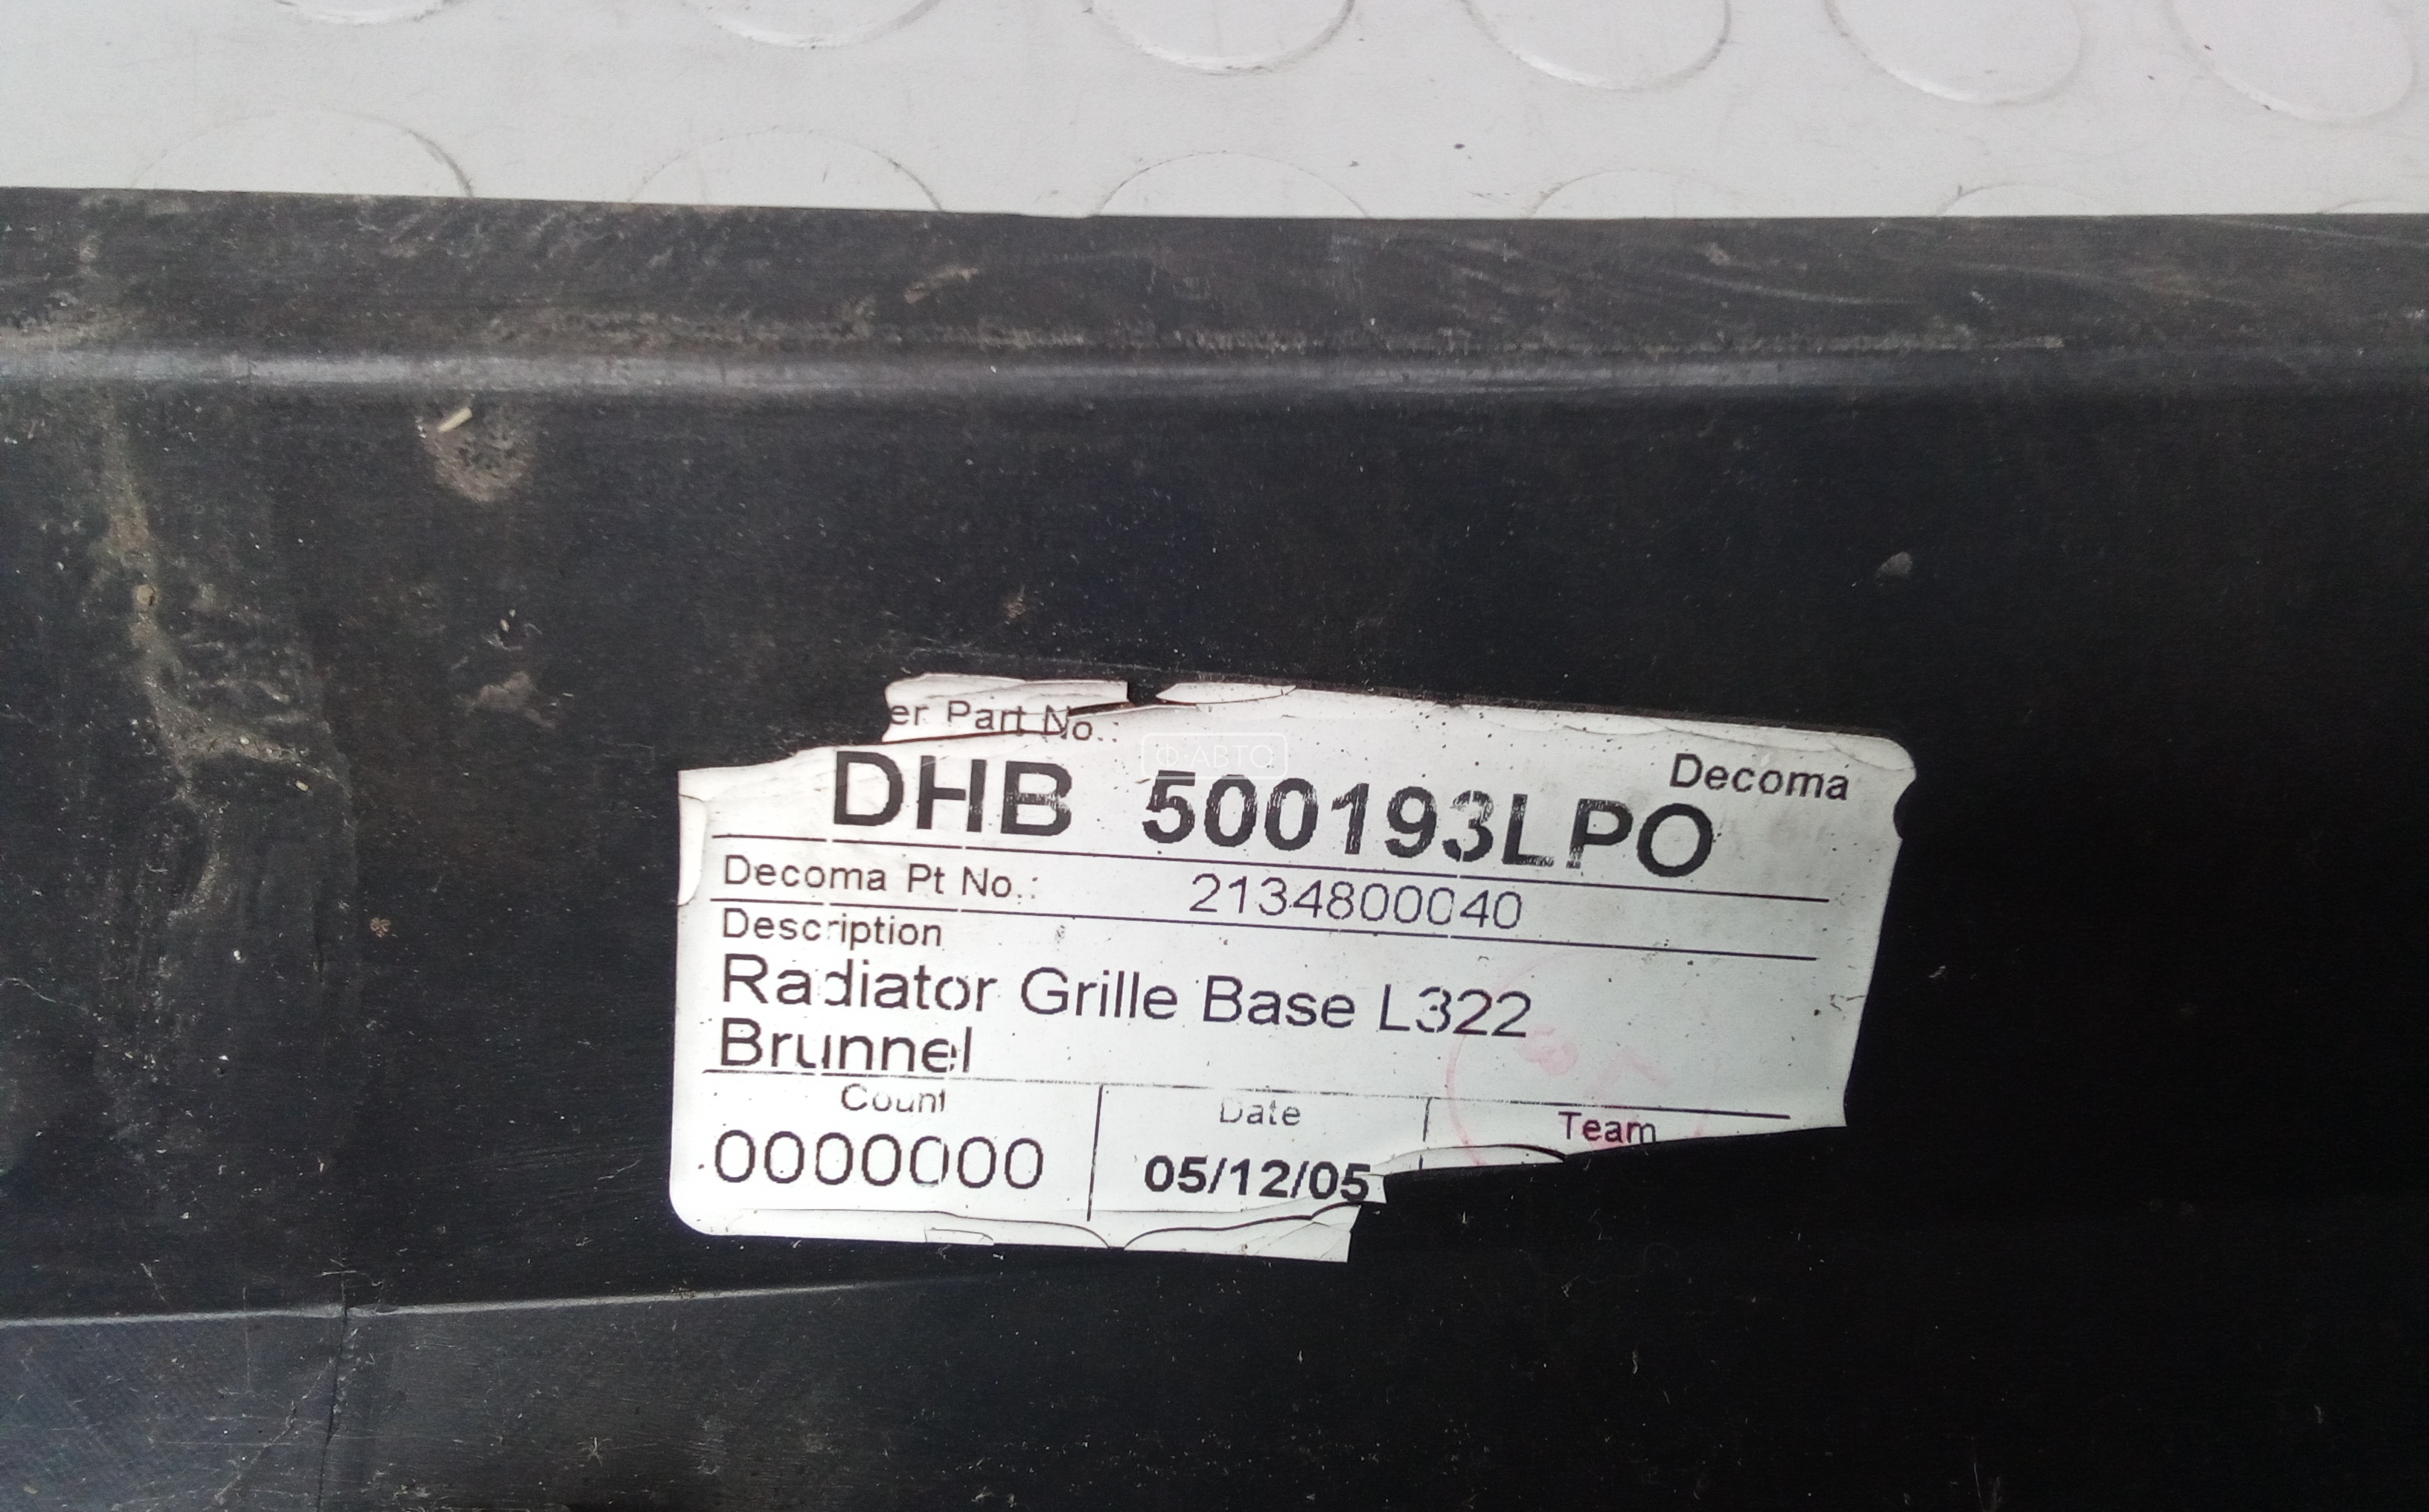 er Part No.:
Ф-АВТО
Decoma
DHB 500193LPO
Decoma Pt No.: 2134800040
Description
Radiator Grille Base L322
Brunnel
Count Date Team
0000000 05/12/05